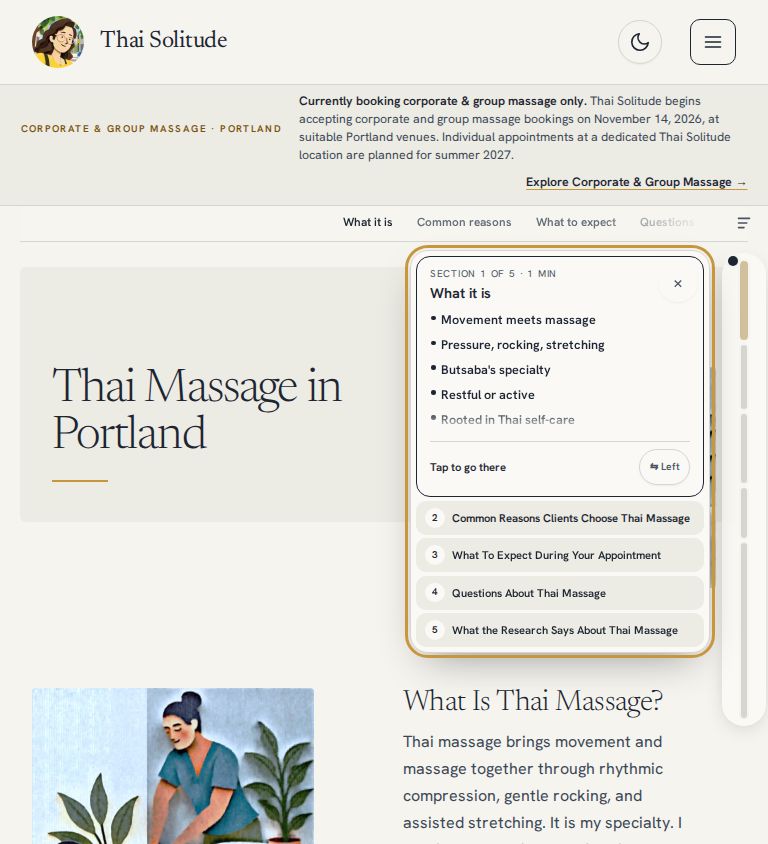 Thai Solitude
CORPORATE & GROUP MASSAGE · PORTLAND
Currently booking corporate & group massage only. Thai Solitude begins
accepting corporate and group massage bookings on November 14, 2026, at
suitable Portland venues. Individual appointments at a dedicated Thai Solitude
location are planned for summer 2027.
Explore Corporate & Group Massage →
What it is Common reasons What to expect Questions
SECTION 1 OF 5 · 1 MIN
What it is
• Movement meets massage
• Pressure, rocking, stretching
• Butsaba's specialty
• Restful or active
• Rooted in Thai self-care
Tap to go there
⇆ Left
2 Common Reasons Clients Choose Thai Massage
3 What To Expect During Your Appointment
4 Questions About Thai Massage
5 What the Research Says About Thai Massage
Thai Massage in
Portland
What Is Thai Massage?
Thai massage brings movement and
massage together through rhythmic
compression, gentle rocking, and
assisted stretching. It is my specialty. I